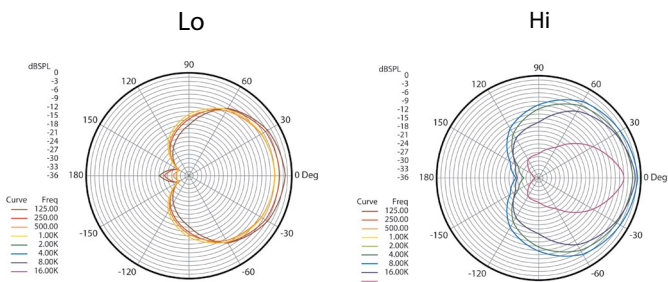 Lo
Hi
dBSPL
0
-3
-6
-9
-12
-15
-18
-21
-24
-27
-30
-33
-36
90
120
60
150
30
180
0 Deg
-150
-30
-120
-60
Curve Freq
125.00
250.00
500.00
1.00K
2.00K
4.00K
8.00K
16.00K
dBSPL
0
-3
-6
-9
-12
-15
-18
-21
-24
-27
-30
-33
-36
90
120
60
150
30
180
0 Deg
-150
-30
-120
-60
Curve Freq
125.00
250.00
500.00
1.00K
2.00K
4.00K
8.00K
16.00K